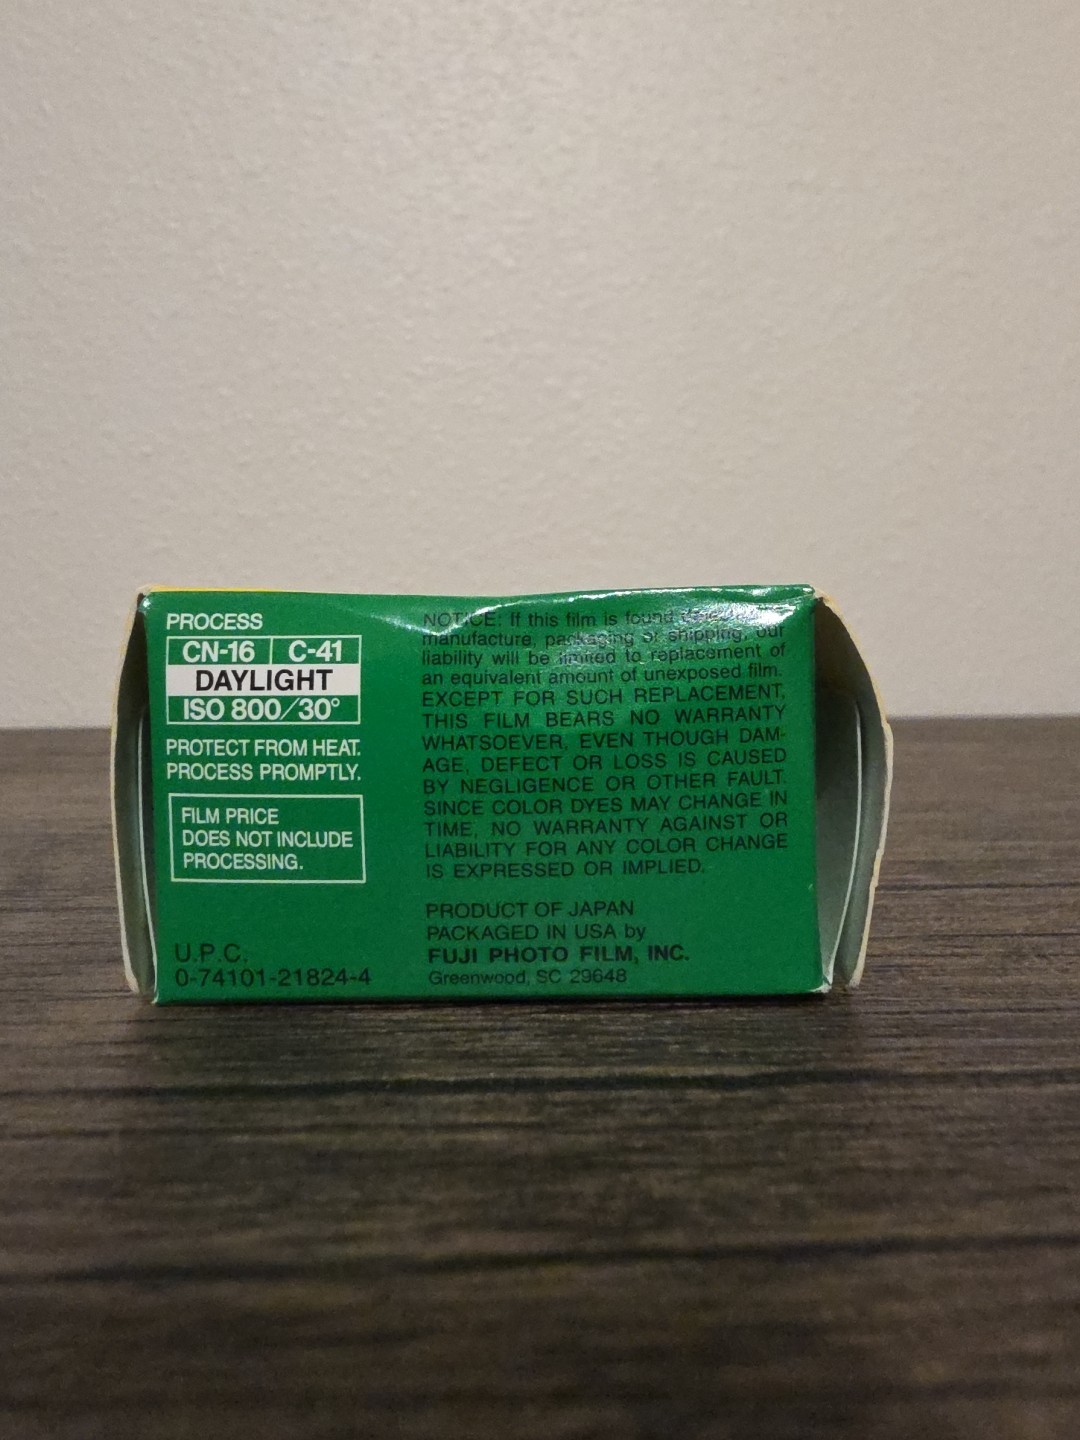 PROCESS
CN-16 C-41
DAYLIGHT
ISO 800/30°
PROTECT FROM HEAT.
PROCESS PROMPTLY.
FILM PRICE
DOES NOT INCLUDE
PROCESSING.
U.P.C.
0-74101-21824-4
NOTICE: If this film is found
manufacture, packaging or shipping, our
liability will be limited to replacement of
an equivalent amount of unexposed film.
EXCEPT FOR SUCH REPLACEMENT,
THIS FILM BEARS NO WARRANTY
WHATSOEVER, EVEN THOUGH DAM-
AGE, DEFECT OR LOSS IS CAUSED
BY NEGLIGENCE OR OTHER FAULT.
SINCE COLOR DYES MAY CHANGE IN
TIME, NO WARRANTY AGAINST OR
LIABILITY FOR ANY COLOR CHANGE
IS EXPRESSED OR IMPLIED.
PRODUCT OF JAPAN
PACKAGED IN USA by
FUJI PHOTO FILM, INC.
Greenwood, SC 29648